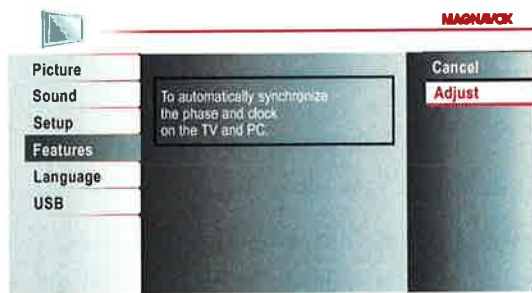 MAGNAVOX
Picture
Sound
Setup
Features
Language
USB
To automatically synchronize
the phase and clock
on the TV and PC.
Cancel
Adjust